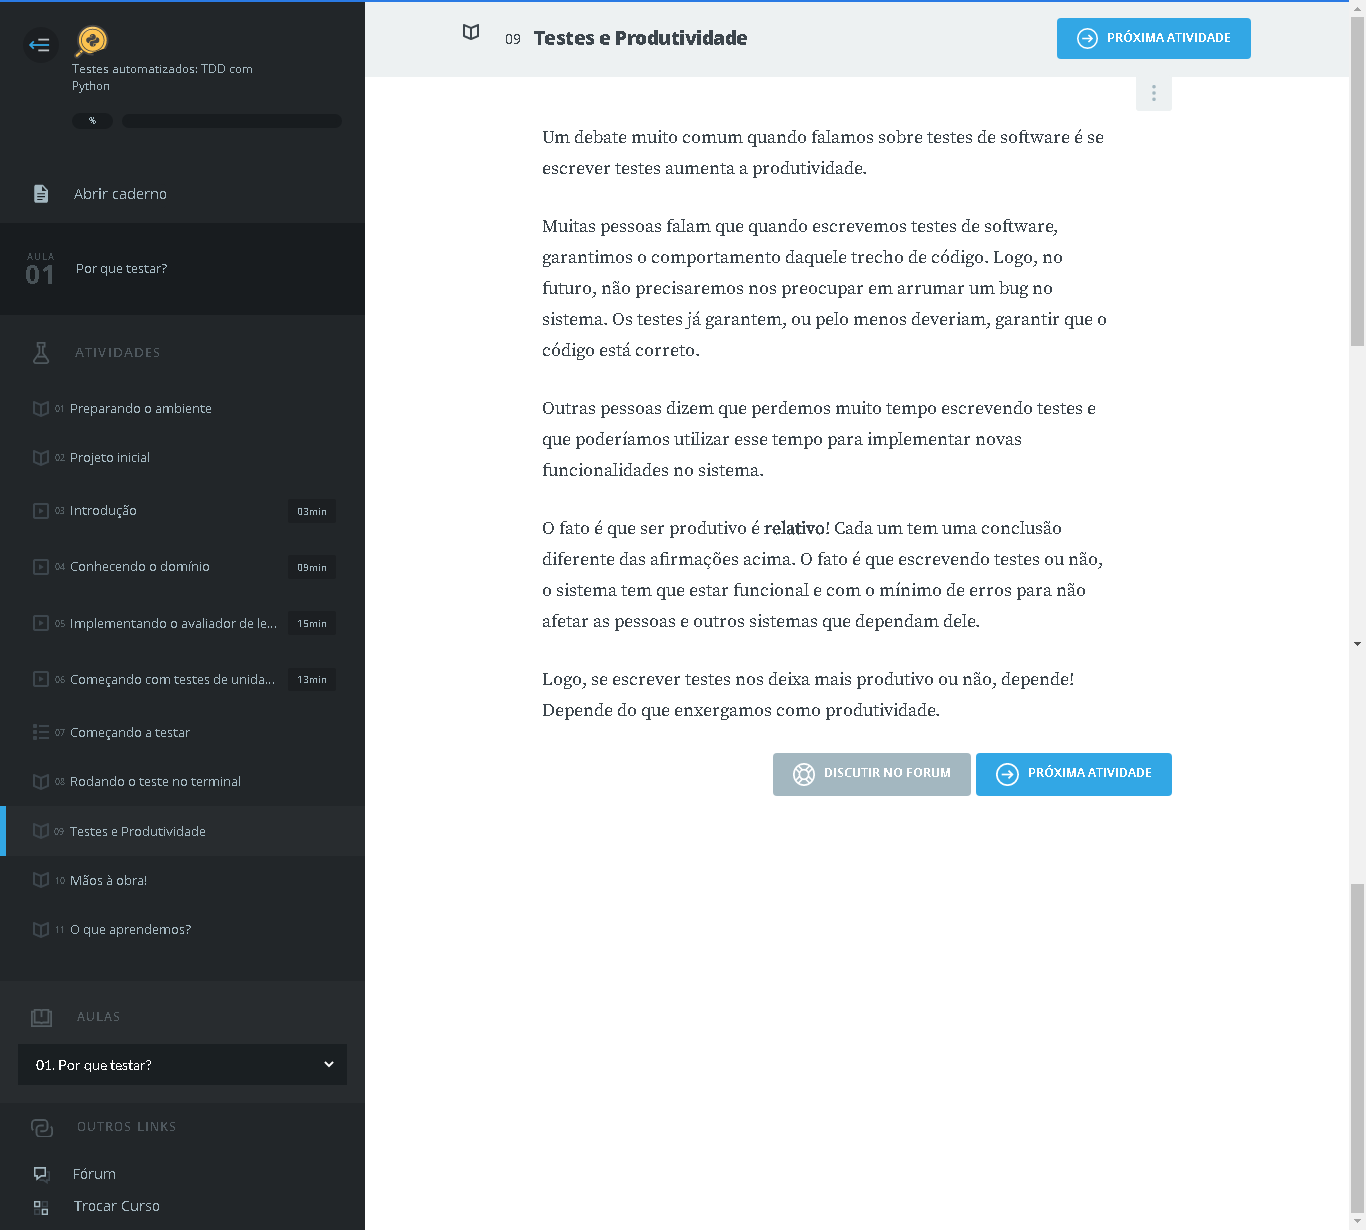 Testes automatizados: TDD com
Python
%
Abrir caderno
AULA
01
Por que testar?
ATIVIDADES
01 Preparando o ambiente
02 Projeto inicial
03 Introdução 03min
04 Conhecendo o domínio 09min
05 Implementando o avaliador de le... 15min
06 Começando com testes de unida... 13min
07 Começando a testar
08 Rodando o teste no terminal
09 Testes e Produtividade
10 Mãos à obra!
11 O que aprendemos?
AULAS
01. Por que testar?
OUTROS LINKS
Fórum
Trocar Curso
09 Testes e Produtividade
PRÓXIMA ATIVIDADE
Um debate muito comum quando falamos sobre testes de software é se
escrever testes aumenta a produtividade.
Muitas pessoas falam que quando escrevemos testes de software,
garantimos o comportamento daquele trecho de código. Logo, no
futuro, não precisaremos nos preocupar em arrumar um bug no
sistema. Os testes já garantem, ou pelo menos deveriam, garantir que o
código está correto.
Outras pessoas dizem que perdemos muito tempo escrevendo testes e
que poderíamos utilizar esse tempo para implementar novas
funcionalidades no sistema.
O fato é que ser produtivo é relativo! Cada um tem uma conclusão
diferente das afirmações acima. O fato é que escrevendo testes ou não,
o sistema tem que estar funcional e com o mínimo de erros para não
afetar as pessoas e outros sistemas que dependam dele.
Logo, se escrever testes nos deixa mais produtivo ou não, depende!
Depende do que enxergamos como produtividade.
DISCUTIR NO FORUM
PRÓXIMA ATIVIDADE